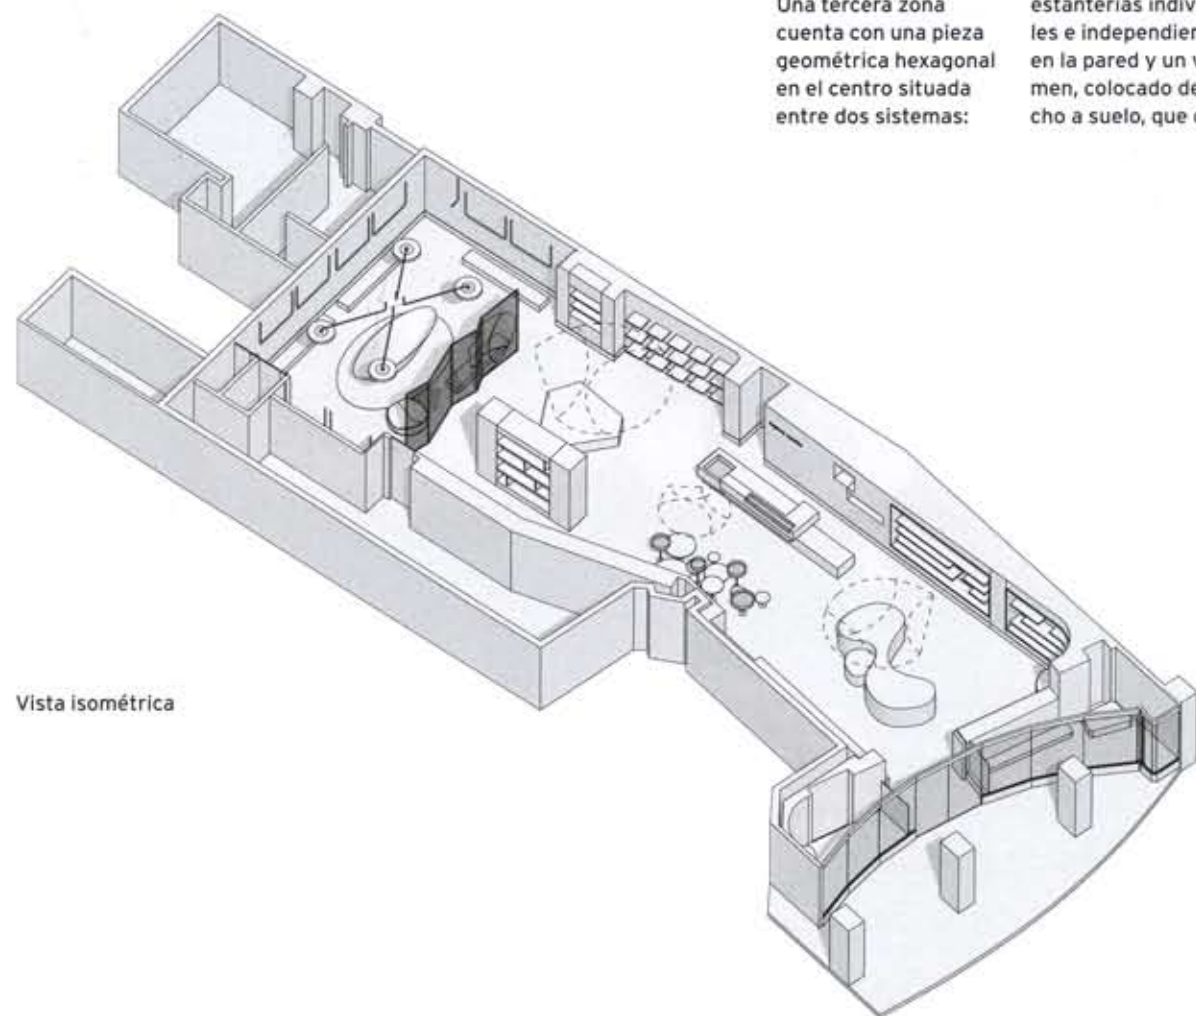 Una tercera zona
cuenta con una pieza
geométrica hexagonal
en el centro situada
entre dos sistemas:
estanterías indiv
les e independien
en la pared y un v
men, colocado de
cho a suelo, que
Vista isométrica